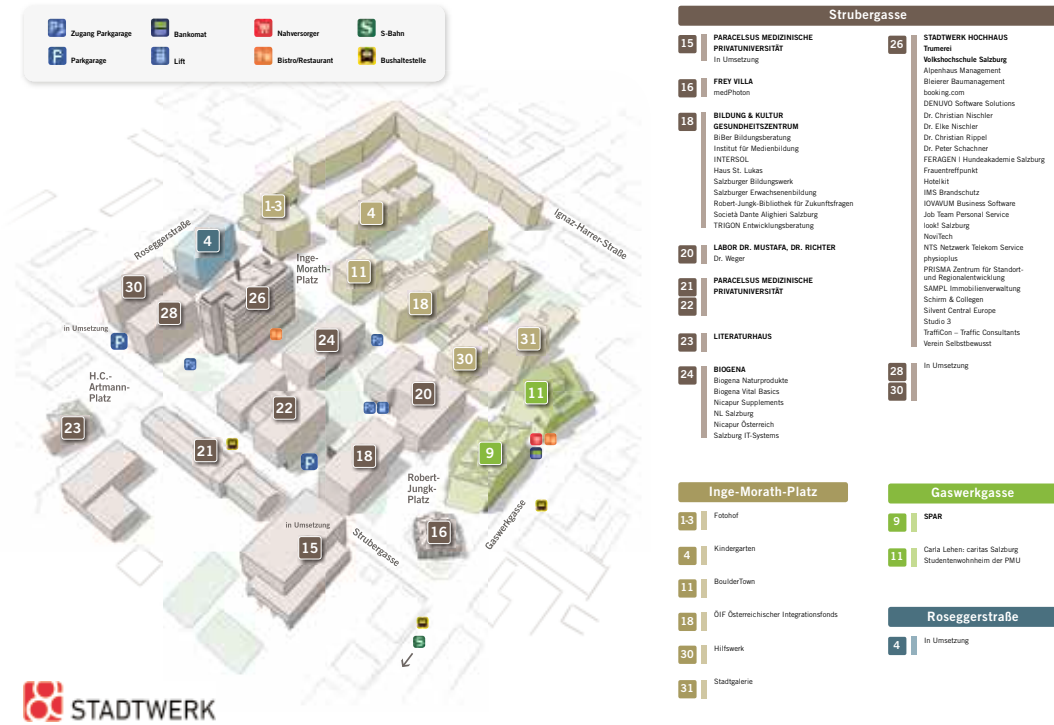 Zugang Parkgarage
Bankomat
Nahversorger
S
S-Bahn
P
Parkgarage
Lift
Bistro/Restaurant
Bushaltestelle
1-3
4
Ignaz-Harrer-Straße
Roseggerstraße
4
Inge-
Morath-
Platz
11
30
26
18
28
in Umsetzung
P
24
31
30
H.C.-
Artmann-
Platz
20
11
22
23
21
18
9
P
Robert-
Jungk-
Platz
in Umsetzung
16
15
Strubergasse
Gaswerkgasse
S
STADTWERK
Strubergasse
15
PARACELSUS MEDIZINISCHE
PRIVATUNIVERSITÄT
In Umsetzung
16
FREY VILLA
medPhoton
18
BILDUNG & KULTUR
GESUNDHEITSZENTRUM
BiBer Bildungsberatung
Institut für Medienbildung
INTERSOL
Haus St. Lukas
Salzburger Bildungswerk
Salzburger Erwachsenenbildung
Robert-Jungk-Bibliothek für Zukunftsfragen
Società Dante Alighieri Salzburg
TRIGON Entwicklungsberatung
20
LABOR DR. MUSTAFA, DR. RICHTER
Dr. Weger
21
22
PARACELSUS MEDIZINISCHE
PRIVATUNIVERSITÄT
23
LITERATURHAUS
24
BIOGENA
Biogena Naturprodukte
Biogena Vital Basics
Nicapur Supplements
NL Salzburg
Nicapur Österreich
Salzburg IT-Systems
26
STADTWERK HOCHHAUS
Trumerei
Volkshochschule Salzburg
Alpenhaus Management
Bleierer Baumanagement
booking.com
DENUVO Software Solutions
Dr. Christian Nischler
Dr. Elke Nischler
Dr. Christian Rippel
Dr. Peter Schachner
FERAGEN | Hundeakademie Salzburg
Frauentreffpunkt
Hotelkit
IMS Brandschutz
IOVAVUM Business Software
Job Team Personal Service
look! Salzburg
NoviTech
NTS Netzwerk Telekom Service
physioplus
PRISMA Zentrum für Standort-
und Regionalentwicklung
SAMPL Immobilienverwaltung
Schirm & Collegen
Silvent Central Europe
Studio 3
TraffiCon – Traffic Consultants
Verein Selbstbewusst
28
30
In Umsetzung
Inge-Morath-Platz
1-3
Fotohof
4
Kindergarten
11
BoulderTown
18
ÖIF Österreichischer Integrationsfonds
30
Hilfswerk
31
Stadtgalerie
Gaswerkgasse
9
SPAR
11
Carla Lehen: caritas Salzburg
Studentenwohnheim der PMU
Roseggerstraße
4
In Umsetzung